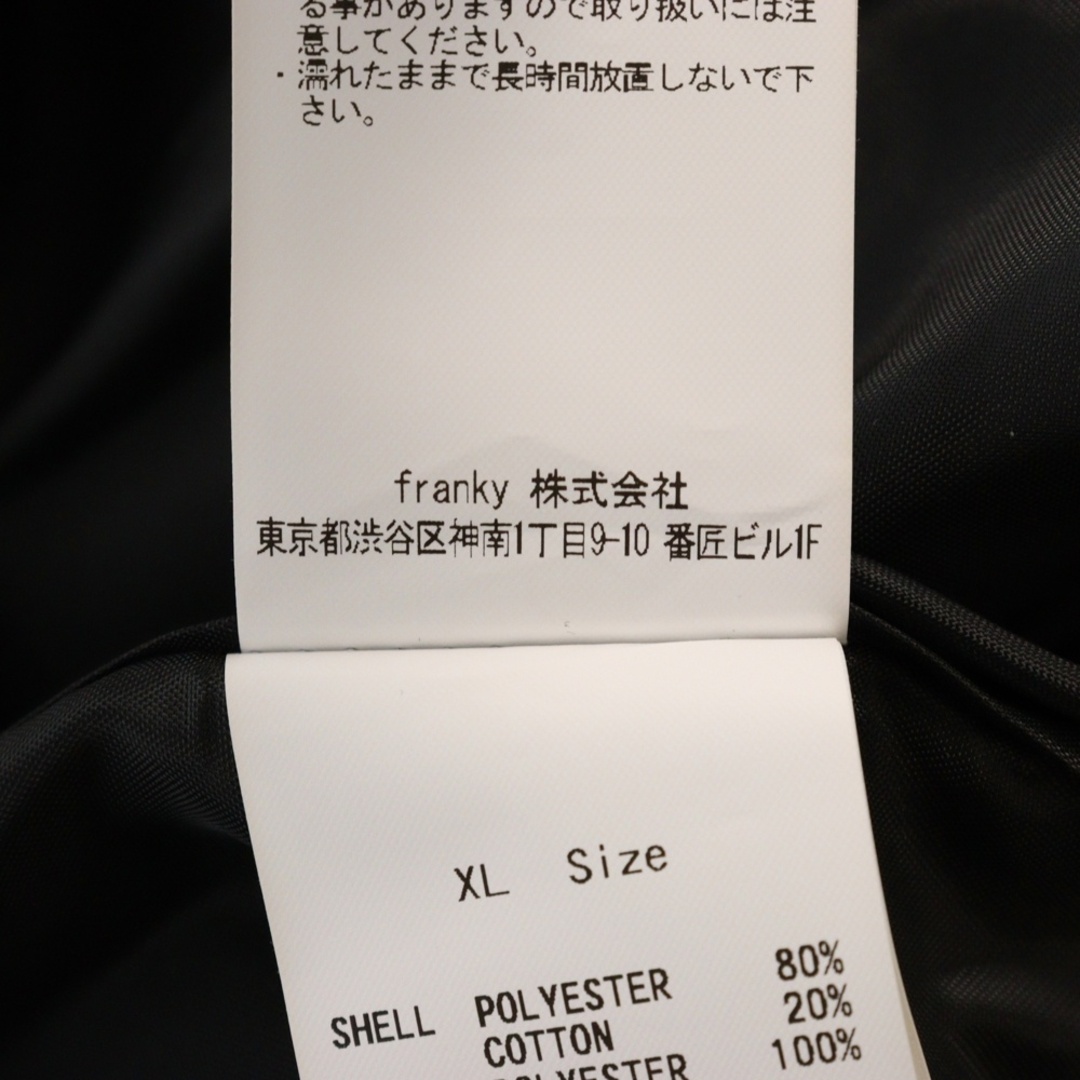 る事がありますので取り扱いには注
意してください。
・濡れたままで長時間放置しないで下
さい。
franky 株式会社
東京都渋谷区神南1丁目9-10 番匠ビル1F
XL Size
SHELL POLYESTER 80%
COTTON 20%
POLYESTER 100%